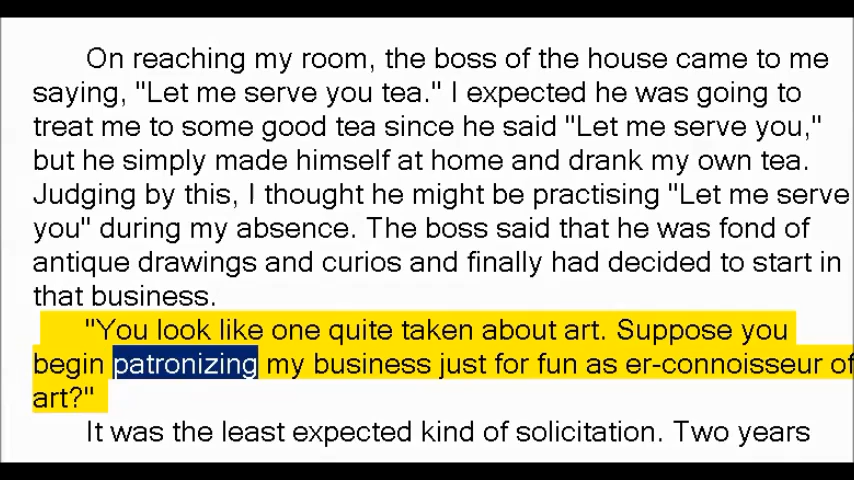 On reaching my room, the boss of the house came to me
saying, "Let me serve you tea." I expected he was going to
treat me to some good tea since he said "Let me serve you,"
but he simply made himself at home and drank my own tea.
Judging by this, I thought he might be practising "Let me serve
you" during my absence. The boss said that he was fond of
antique drawings and curios and finally had decided to start in
that business.
"You look like one quite taken about art. Suppose you
begin patronizing my business just for fun as er-connoisseur of
art?"
It was the least expected kind of solicitation. Two years